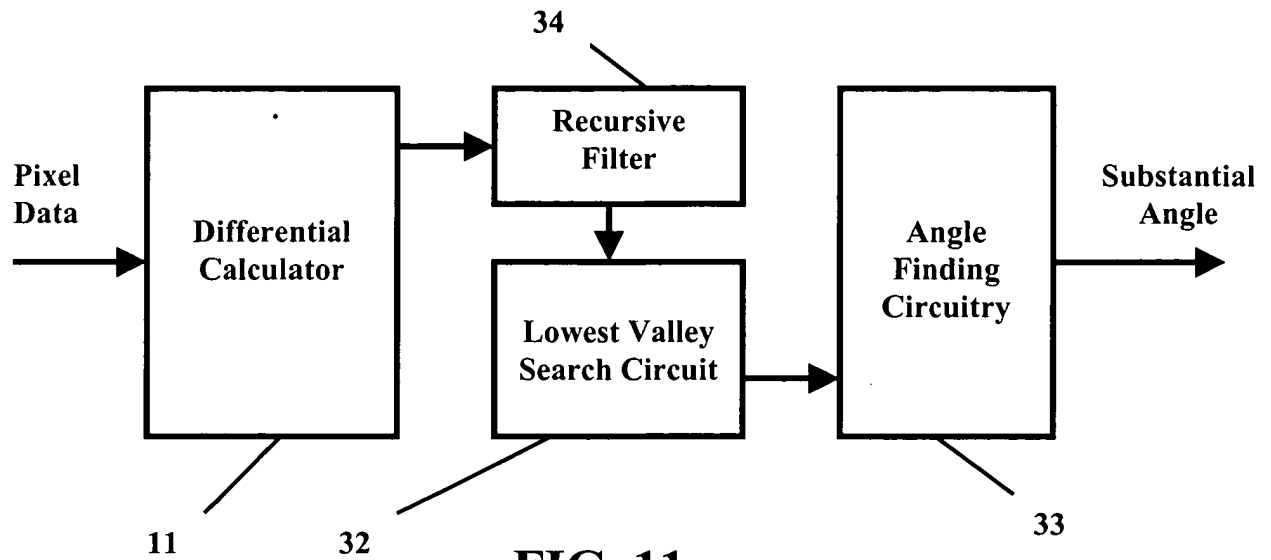 34
Recursive
Filter
Pixel
Data
Differential
Calculator
Substantial
Angle
Angle
Finding
Circuitry
Lowest Valley
Search Circuit
11
32
33
FIG. 11